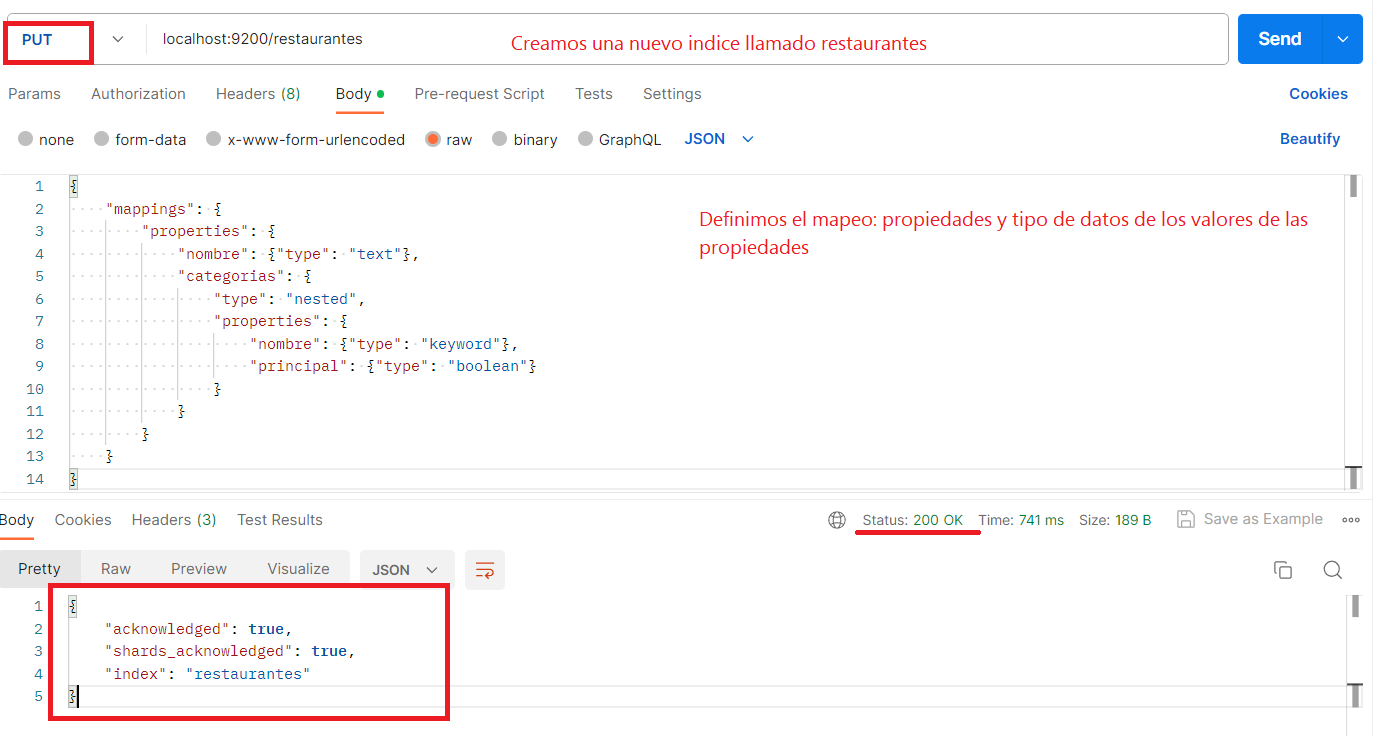 PUT localhost:9200/restaurantes Creamos una nuevo indice llamado restaurantes Send
Params Authorization Headers (8) Body Pre-request Script Tests Settings Cookies
none form-data x-www-form-urlencoded raw binary GraphQL JSON Beautify
1 {
2 "mappings": {
3 "properties": {
4 "nombre": {"type": "text"},
5 "categorias": {
6 "type": "nested",
7 "properties": {
8 "nombre": {"type": "keyword"},
9 "principal": {"type": "boolean"}
10 }
11 }
12 }
13 }
14 }
Definimos el mapeo: propiedades y tipo de datos de los valores de las
propiedades
Body Cookies Headers (3) Test Results Status: 200 OK Time: 741 ms Size: 189 B Save as Example
Pretty Raw Preview Visualize JSON
1 {
2 "acknowledged": true,
3 "shards_acknowledged": true,
4 "index": "restaurantes"
5 }